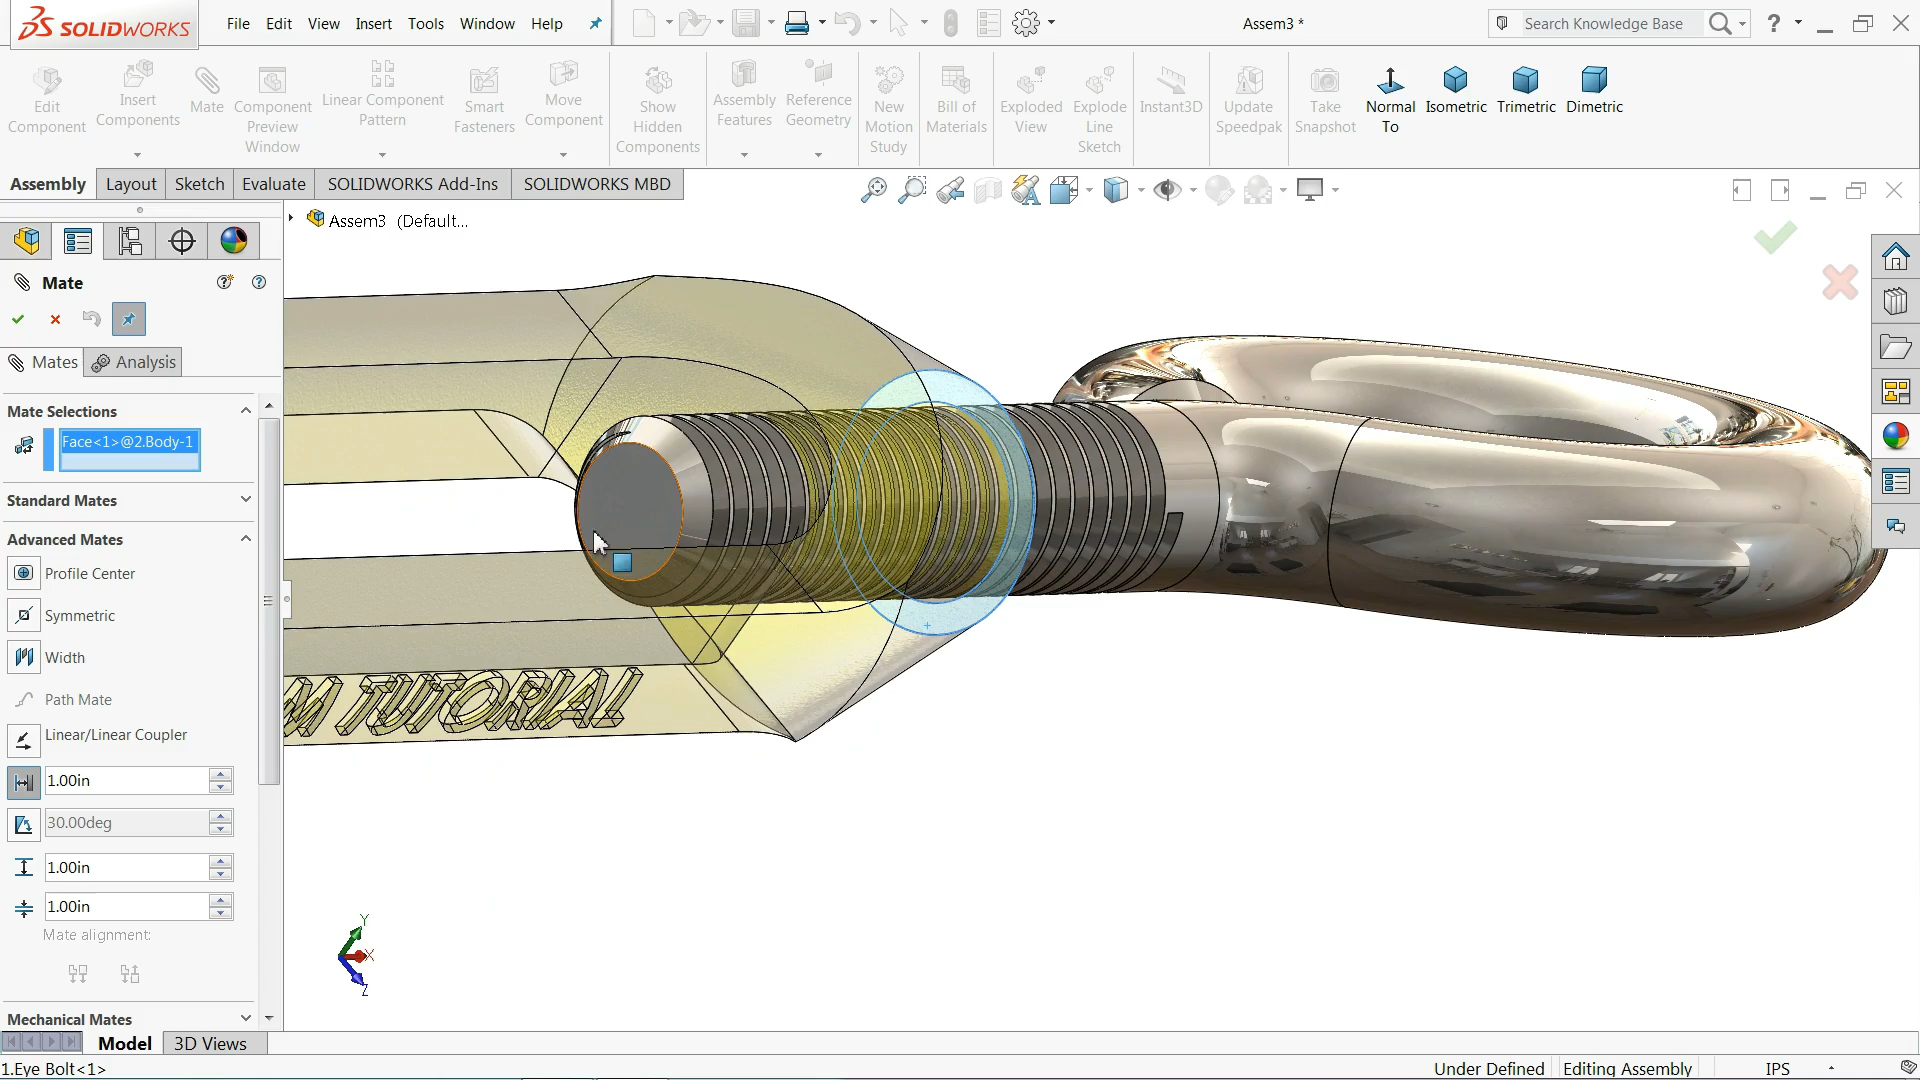 SOLIDWORKS
File Edit View Insert Tools Window Help
Assem3 *
Search Knowledge Base
?
Edit Component
Insert Components
Mate
Component Preview Window
Linear Component Pattern
Smart Fasteners
Move Component
Show Hidden Components
Assembly Features
Reference Geometry
New Motion Study
Bill of Materials
Exploded View
Explode Line Sketch
Instant3D
Update Speedpak
Take Snapshot
Normal To
Isometric
Trimetric
Dimetric
Assembly Layout Sketch Evaluate SOLIDWORKS Add-Ins SOLIDWORKS MBD
Assem3 (Default...
Mate
Mates Analysis
Mate Selections
Face<1>@2.Body-1
Standard Mates
Advanced Mates
Profile Center
Symmetric
Width
Path Mate
Linear/Linear Coupler
1.00in
30.00deg
1.00in
1.00in
Mate alignment:
Mechanical Mates
M TUTORIAL
Y
X
Z
Model 3D Views
1.Eye Bolt<1>
Under Defined Editing Assembly IPS